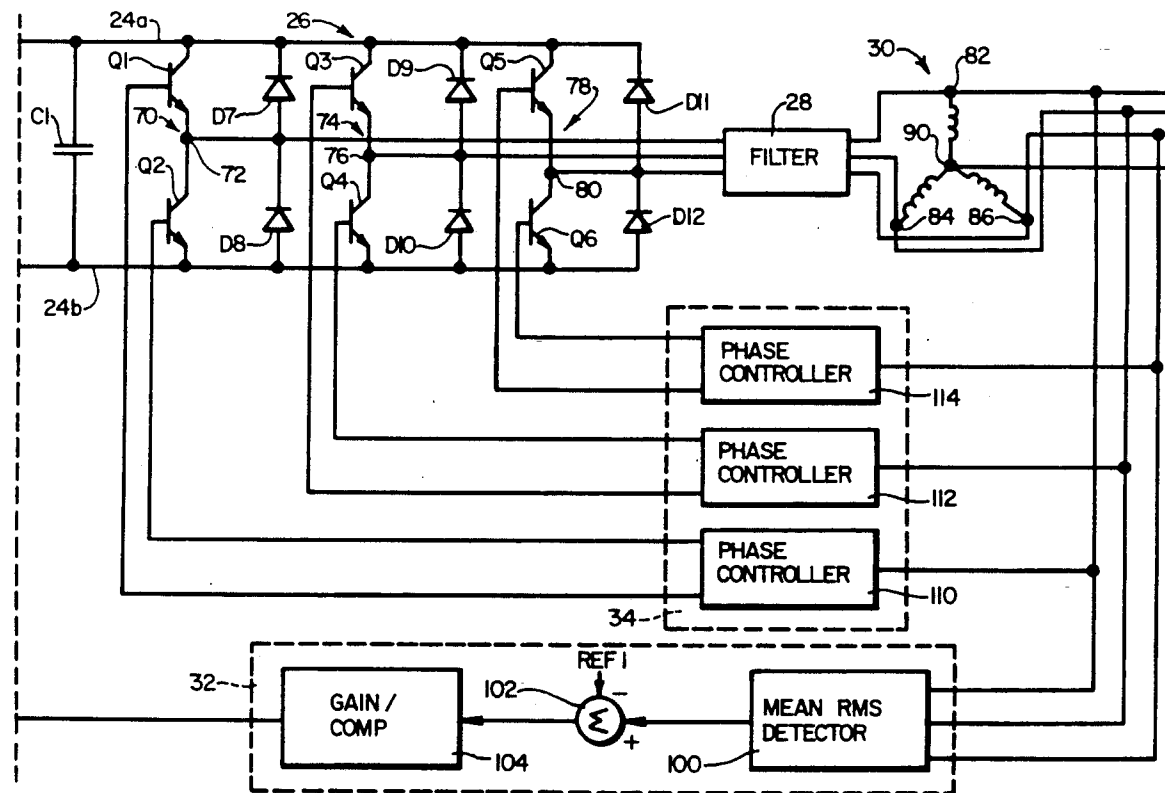 24a
26
30
82
Q1
Q3
D9
Q5
78
28
C1
70
D7
74
D11
FILTER
90
72
76
80
Q2
Q4
84
86
D8
D10
Q6
D12
24b
PHASE CONTROLLER
114
PHASE CONTROLLER
112
PHASE CONTROLLER
110
34
REF 1
32
102
−
GAIN / COMP
Σ
MEAN RMS DETECTOR
+
104
100